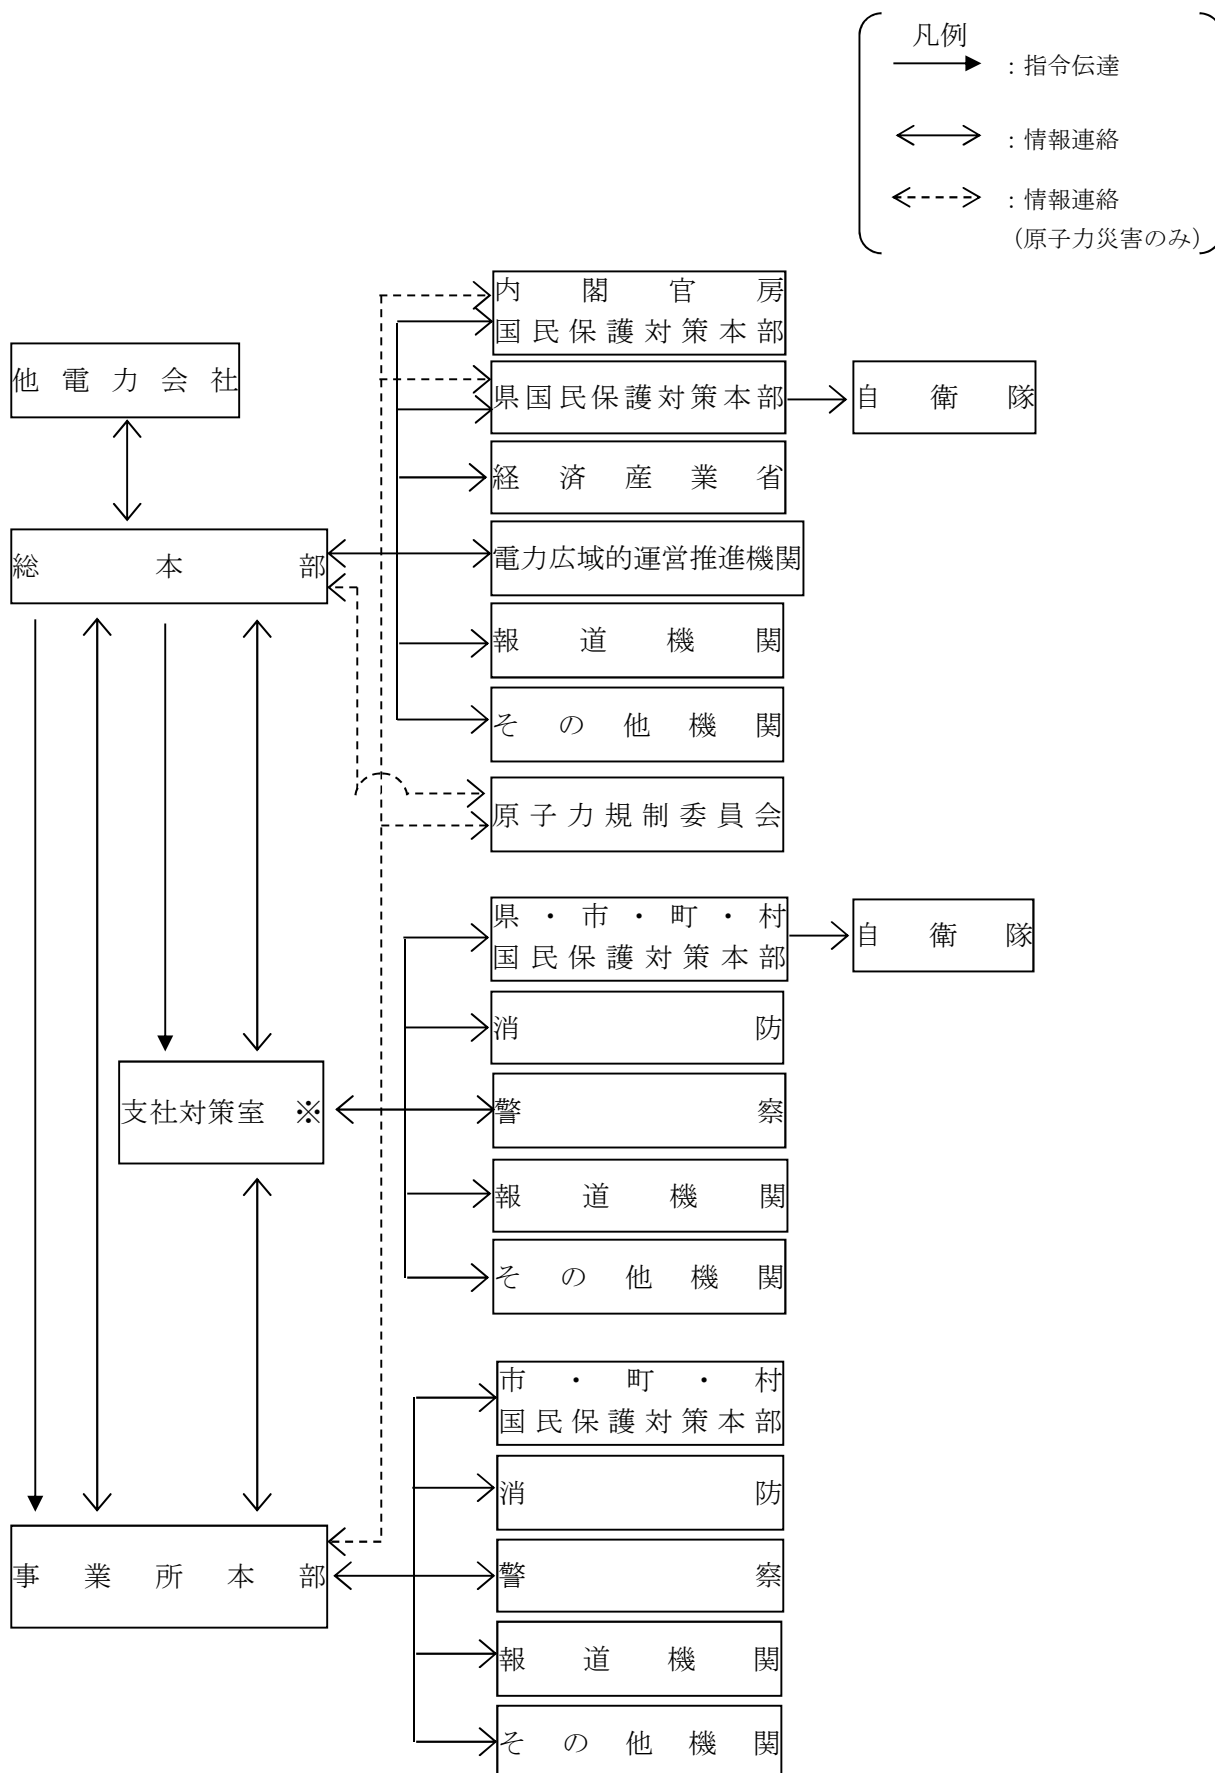 凡例
：指令伝達
：情報連絡
：情報連絡
（原子力災害のみ）
内閣官房
国民保護対策本部
他電力会社
県国民保護対策本部
自衛隊
経済産業省
総本部
電力広域的運営推進機関
報道機関
その他機関
原子力規制委員会
県・市・町・村
国民保護対策本部
自衛隊
消防
支社対策室　※
警察
報道機関
その他機関
市・町・村
国民保護対策本部
消防
事業所本部
警察
報道機関
その他機関